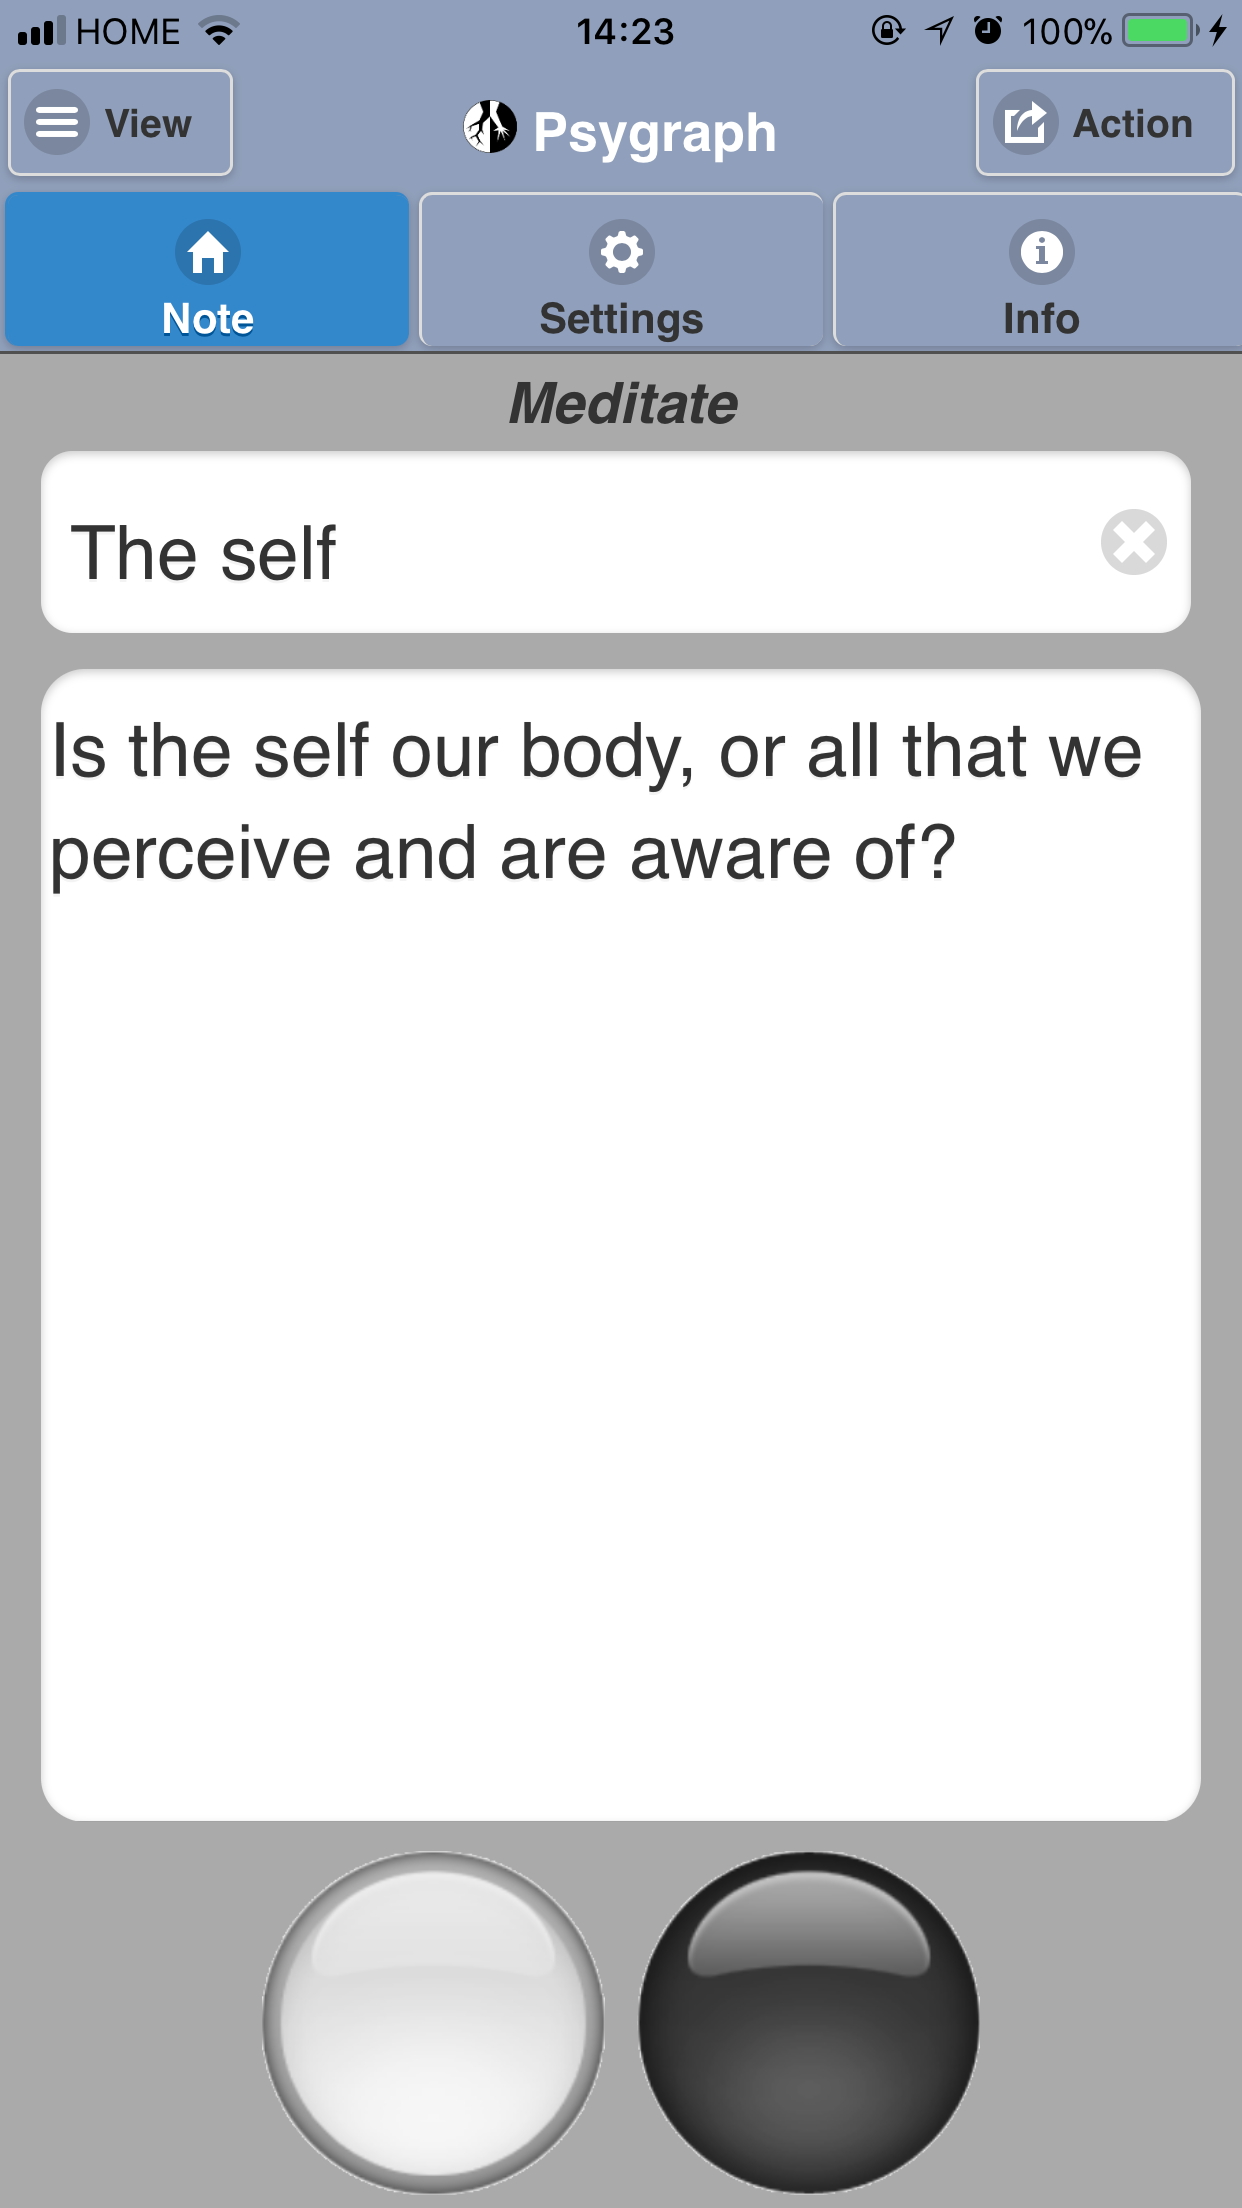 HOME 14:23 100%
View Psygraph Action
Note Settings Info
Meditate
The self
Is the self our body, or all that we
perceive and are aware of?